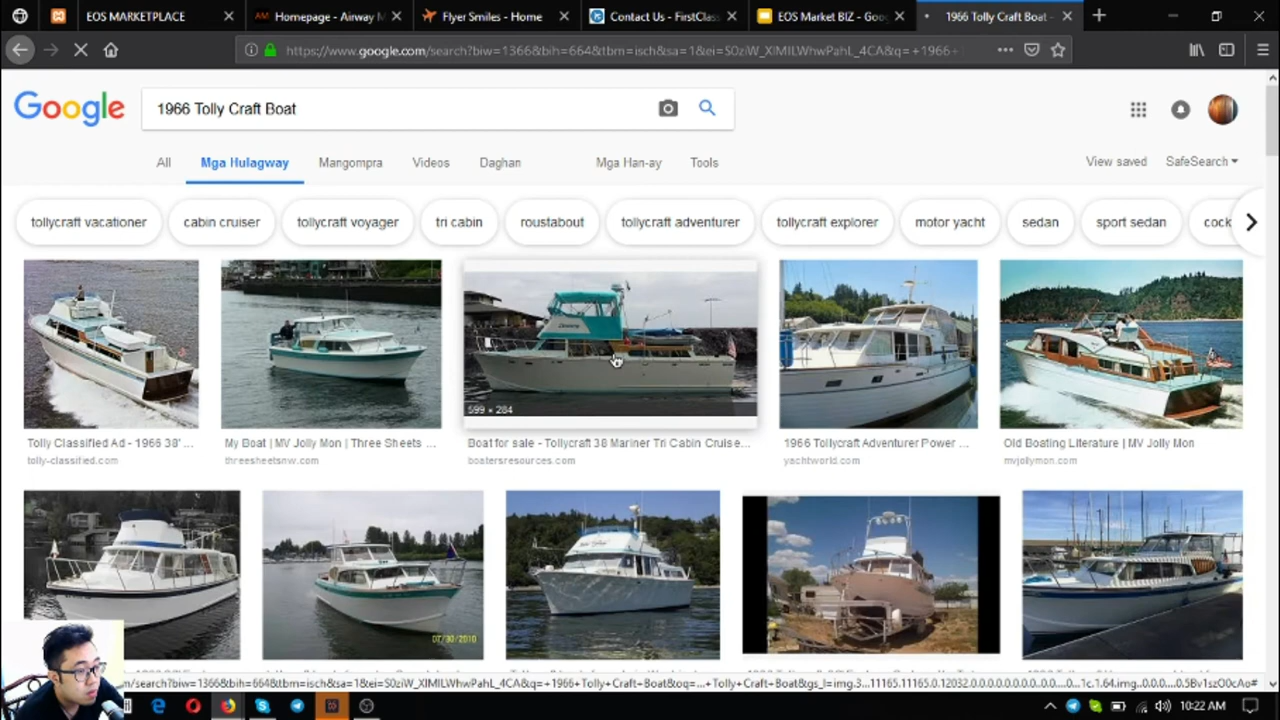 EOS MARKETPLACE
Homepage - Airway M
Flyer Smiles - Home
Contact Us - FirstClas
EOS Market BIZ - Goo
1966 Tolly Craft Boat -
https://www.google.com/search?biw=1366&bih=664&tbm=isch&sa=1&ei=S0ziW_XIMILWhwPahL_4CA&q=+1966+
Google
1966 Tolly Craft Boat
All
Mga Hulagway
Mangompra
Videos
Daghan
Mga Han-ay
Tools
View saved
SafeSearch
tollycraft vacationer
cabin cruiser
tollycraft voyager
tri cabin
roustabout
tollycraft adventurer
tollycraft explorer
motor yacht
sedan
sport sedan
cock
599 × 284
Tolly Classified Ad - 1966 38' ...
tolly-classified.com
My Boat | MV Jolly Mon | Three Sheets ...
threesheetsnw.com
Boat for sale - Tollycraft 38 Mariner Tri Cabin Cruise...
boatersresources.com
1966 Tollycraft Adventurer Power ...
yachtworld.com
Old Boating Literature | MV Jolly Mon
mvjollymon.com
07/30/2010
10:22 AM